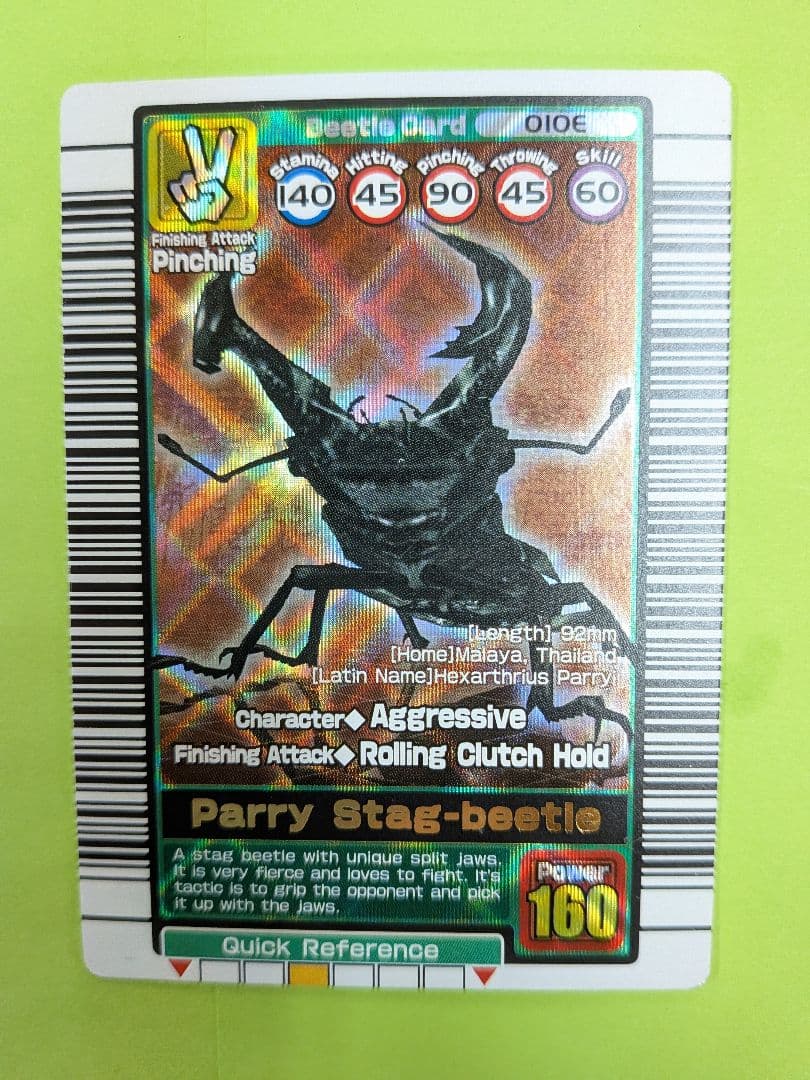 Beetle Card 010E
Stamina Hitting Pinching Throwing Skill
140 45 90 45 60
Finishing Attack
Pinching
[Length] 92mm
[Home]Malaya, Thailand
[Latin Name]Hexarthrius Parryi
Character◆Aggressive
Finishing Attack◆Rolling Clutch Hold
Parry Stag-beetle
A stag beetle with unique split jaws.
It is very fierce and loves to fight. It's
tactic is to grip the opponent and pick
it up with the jaws.
Power
160
Quick Reference